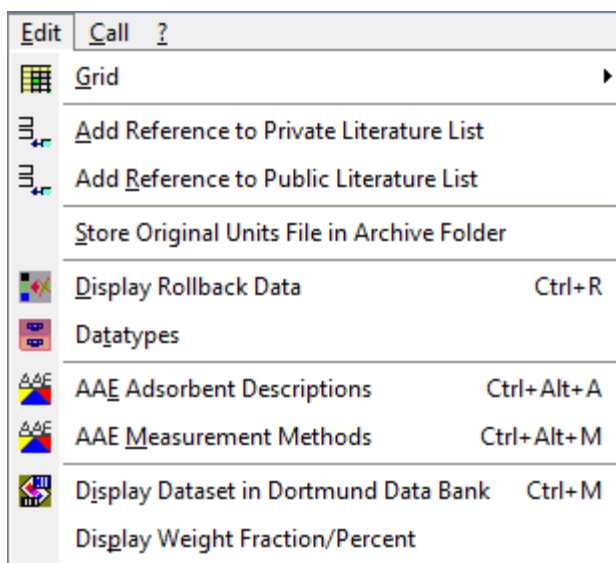 Edit Call ?
Grid
Add Reference to Private Literature List
Add Reference to Public Literature List
Store Original Units File in Archive Folder
Display Rollback Data Ctrl+R
Datatypes
AAE AAE Adsorbent Descriptions Ctrl+Alt+A
AAE AAE Measurement Methods Ctrl+Alt+M
Display Dataset in Dortmund Data Bank Ctrl+M
Display Weight Fraction/Percent